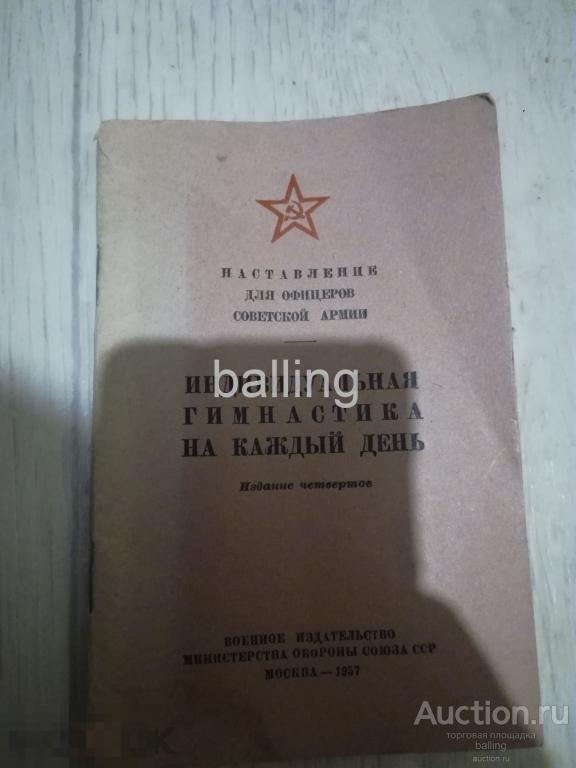 НАСТАВЛЕНИЕ
ДЛЯ ОФИЦЕРОВ
СОВЕТСКОЙ АРМИИ
ИНДИВИДУАЛЬНАЯ
balling
ГИМНАСТИКА
НА КАЖДЫЙ ДЕНЬ
Издание четвертое
ВОЕННОЕ ИЗДАТЕЛЬСТВО
МИНИСТЕРСТВА ОБОРОНЫ СОЮЗА ССР
МОСКВА — 1957
Auction.ru
торговая площадка
balling
auction.ru